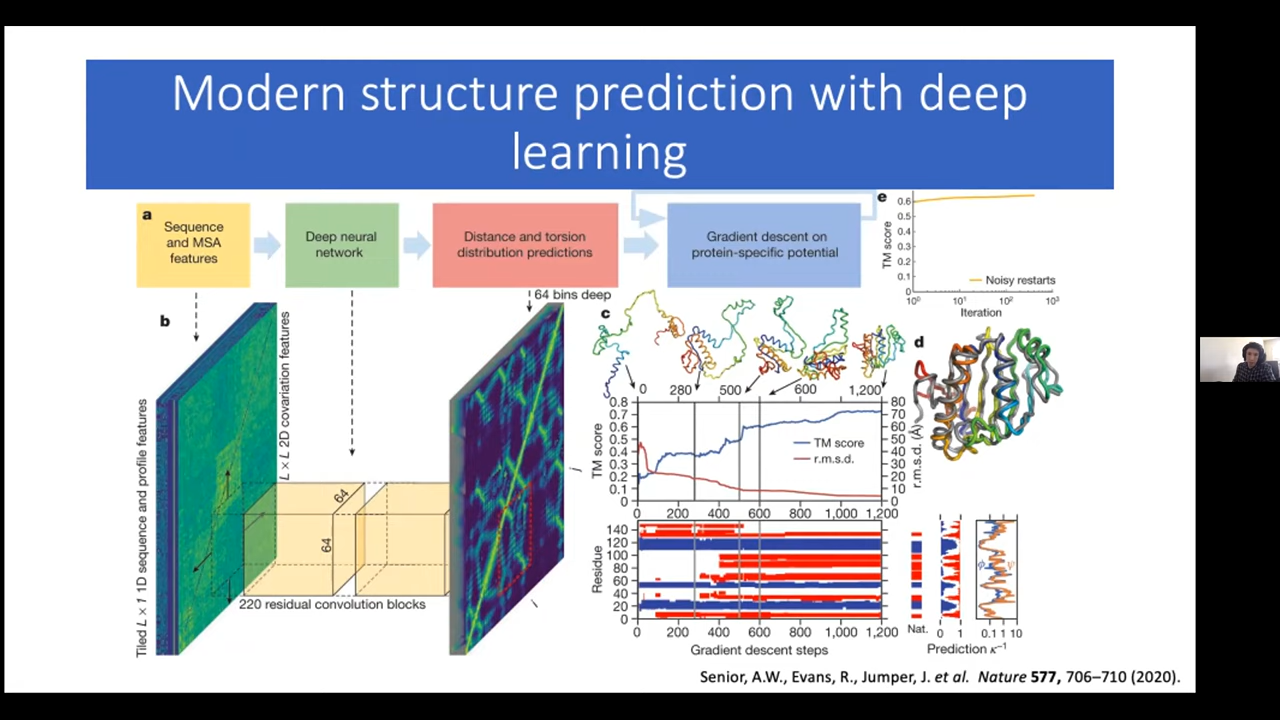 Modern structure prediction with deep
learning
a
Sequence
and MSA
features
Deep neural
network
Distance and torsion
distribution predictions
Gradient descent on
protein-specific potential
e
TM score
0.6
0.5
0.4
0.3
0.2
0.1
0
Noisy restarts
10⁰ 10¹ 10² 10³
Iteration
64 bins deep
b
Tiled L × 1 1D sequence and profile features
L × L 2D covariation features
64
64
220 residual convolution blocks
j
i
c
0 280 500 600 1,200
TM score
0.8
0.7
0.6
0.5
0.4
0.3
0.2
0.1
0
TM score
r.m.s.d.
80
70
60
50
40
30
20
10
0
r.m.s.d. (Å)
0 200 400 600 800 1,000 1,200
d
Residue
140
120
100
80
60
40
20
0
0 200 400 600 800 1,000 1,200
Gradient descent steps
Nat.
0 1
φ ψ
0.1 1 10
Prediction κ⁻¹
Senior, A.W., Evans, R., Jumper, J. et al. Nature 577, 706–710 (2020).